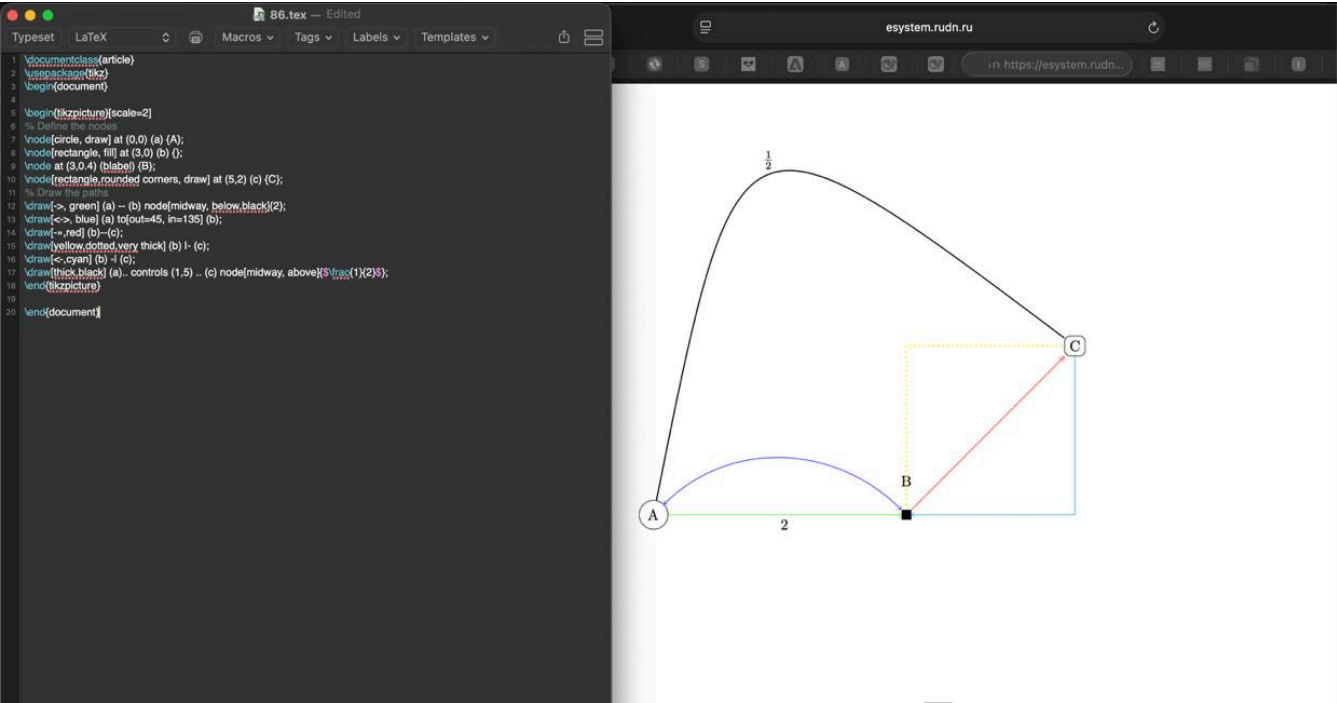 86.tex — Edited
Typeset LaTeX Macros Tags Labels Templates
1 \documentclass{article}
2 \usepackage{tikz}
3 \begin{document}
4
5 \begin{tikzpicture}[scale=2]
6 % Define the nodes
7 \node[circle, draw] at (0,0) (a) {A};
8 \node[rectangle, fill] at (3,0) (b) {};
9 \node at (3,0.4) (blabel) {B};
10 \node[rectangle,rounded corners, draw] at (5,2) (c) {C};
11 % Draw the paths
12 \draw[->, green] (a) -- (b) node[midway, below,black]{2};
13 \draw[<->, blue] (a) to[out=45, in=135] (b);
14 \draw[-»,red] (b)--(c);
15 \draw[yellow,dotted,very thick] (b) |- (c);
16 \draw[<-,cyan] (b) -| (c);
17 \draw[thick,black] (a).. controls (1,5) .. (c) node[midway, above]{$\frac{1}{2}$};
18 \end{tikzpicture}
19
20 \end{document}
esystem.rudn.ru
in https://esystem.rudn...
1
2
C
B
A
2